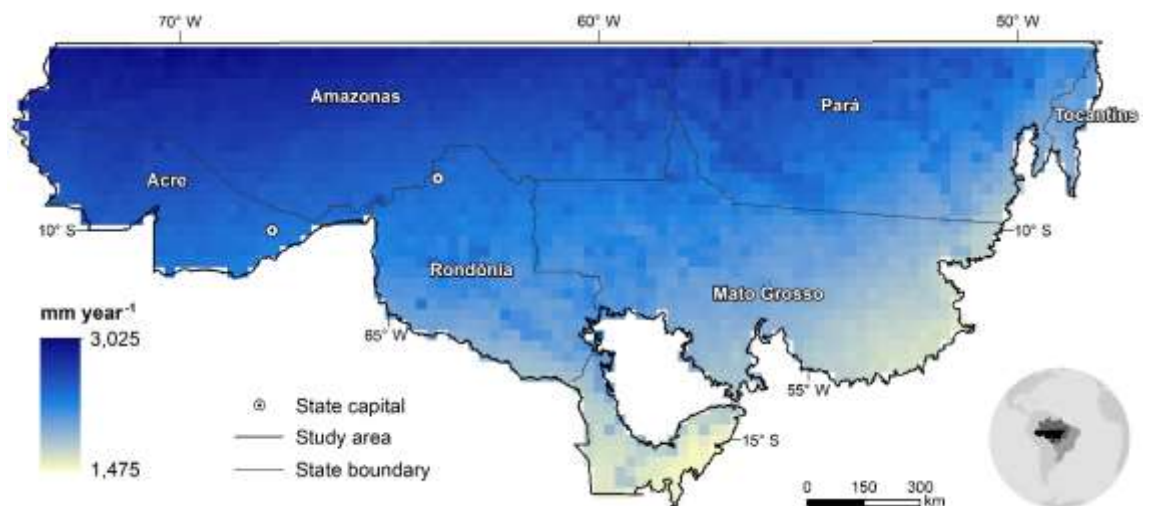 70° W
60° W
50° W
Amazonas
Pará
Tocantins
Acre
10° S
10° S
Rondônia
Mato Grosso
mm year-1
3,025
65° W
55° W
State capital
Study area
15° S
1,475
State boundary
0 150 300
km